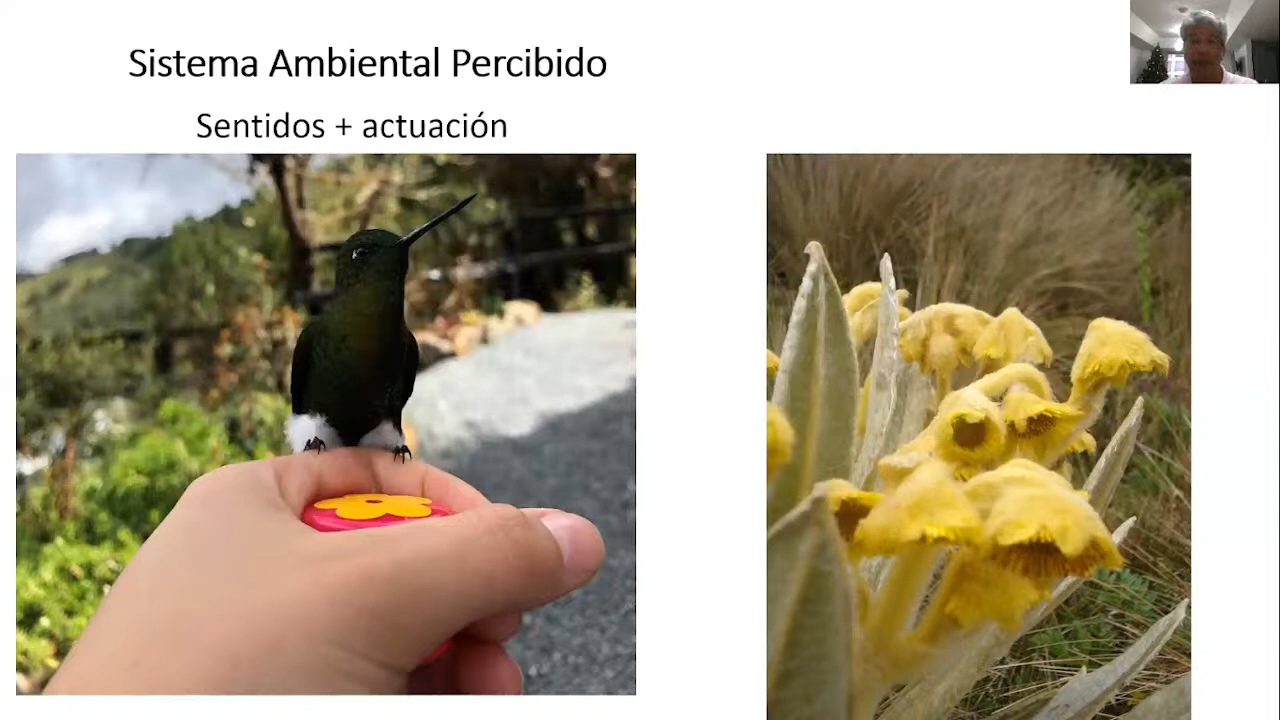 Sistema Ambiental Percibido
Sentidos + actuación